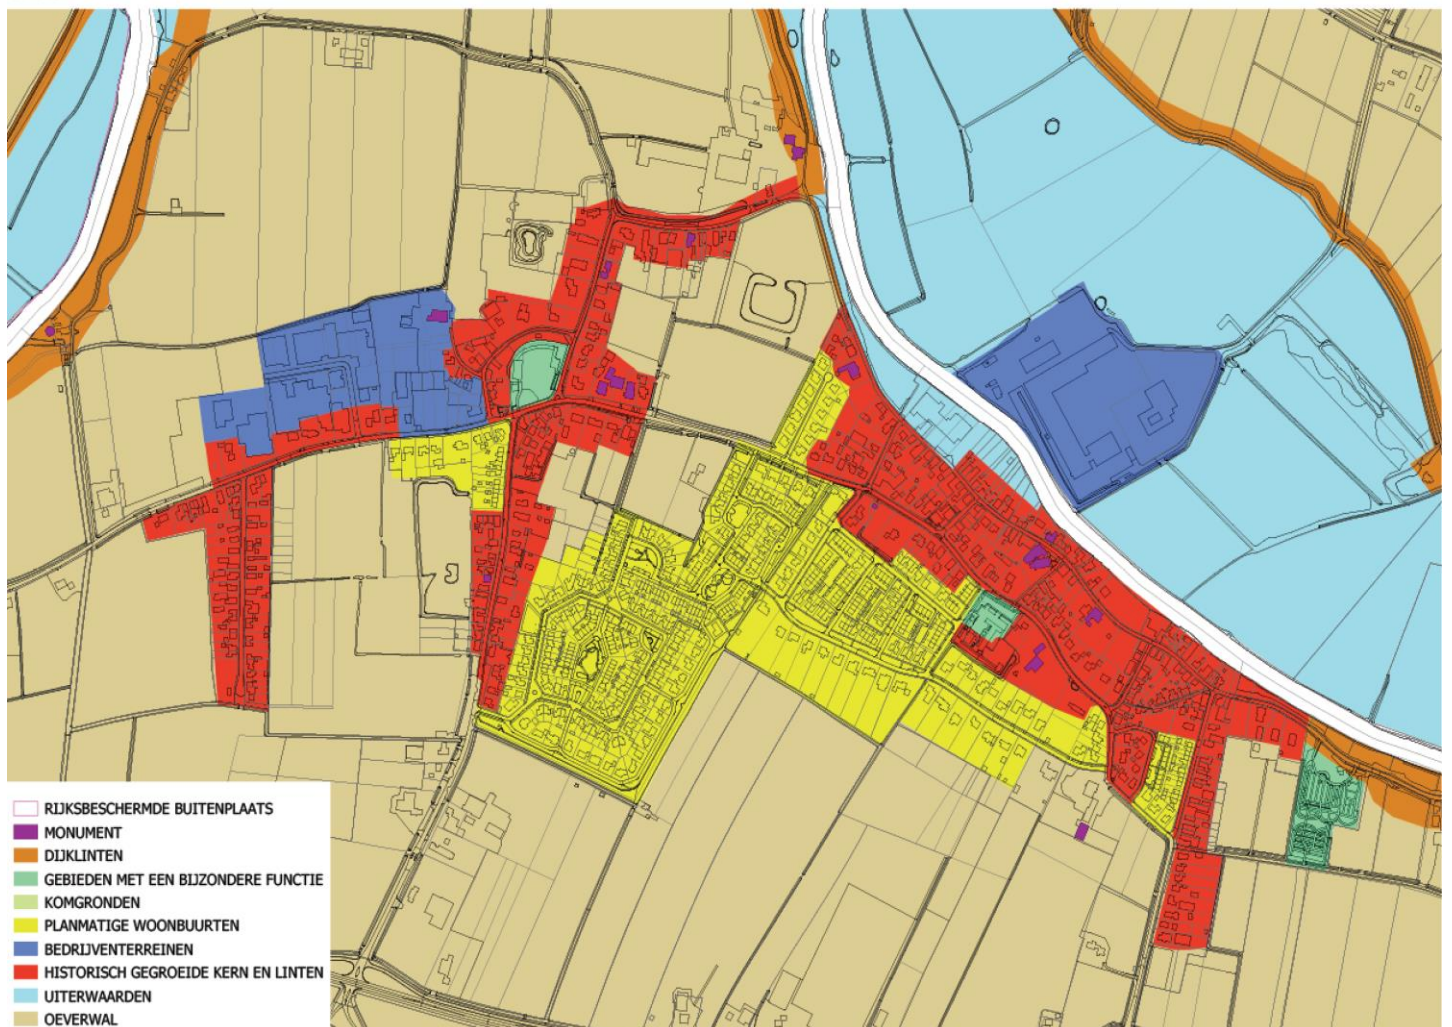 RIJKSBESCHERMDE BUITENPLAATS
MONUMENT
DIJKLINTEN
GEBIEDEN MET EEN BIJZONDERE FUNCTIE
KOMGRONDEN
PLANMATIGE WOONBUURTEN
BEDRIJVENTERREINEN
HISTORISCH GEGROEIDE KERN EN LINTEN
UITERWAARDEN
OEVERWAL